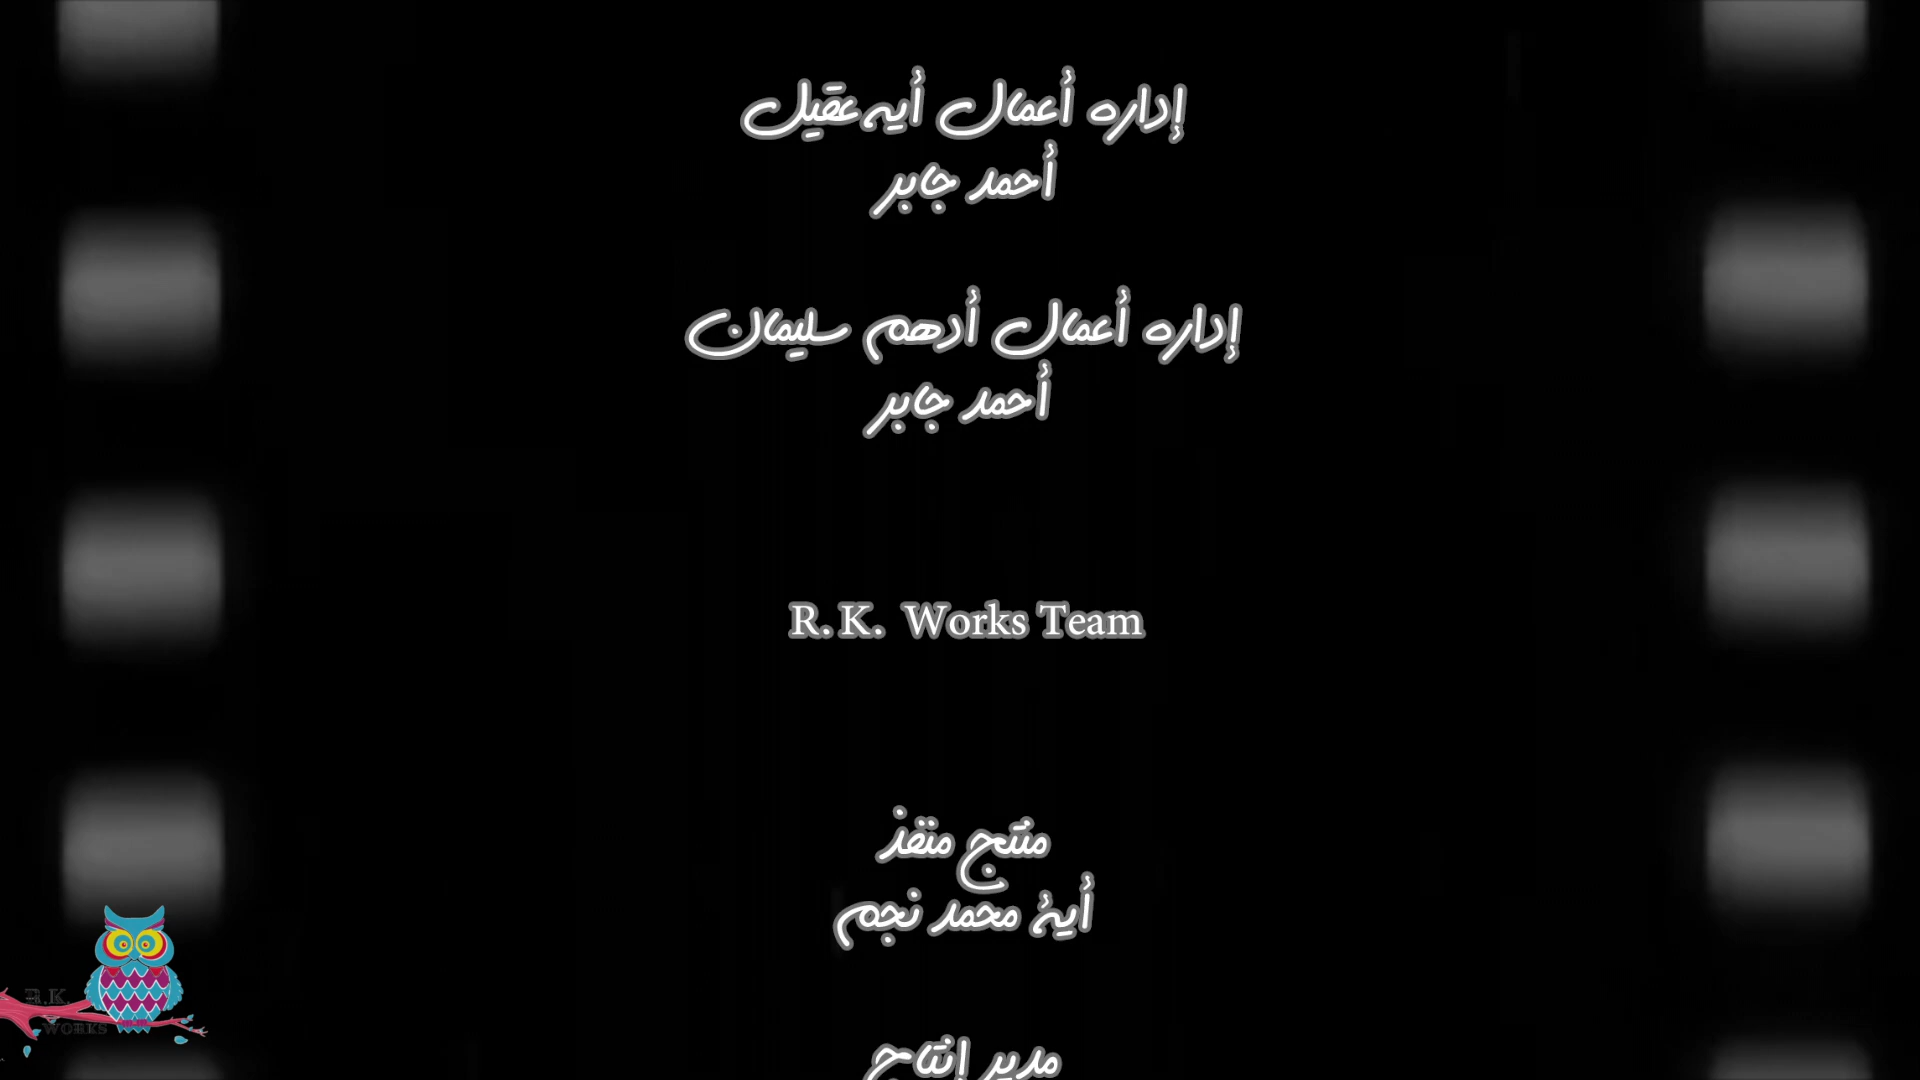 إداره أعمال أيه عقيل
أحمد جابر
إداره أعمال أدهم سليمان
أحمد جابر
R. K. Works Team
منتج منفذ
أية محمد نجم
مدير إنتاج
R.K.
WORKS